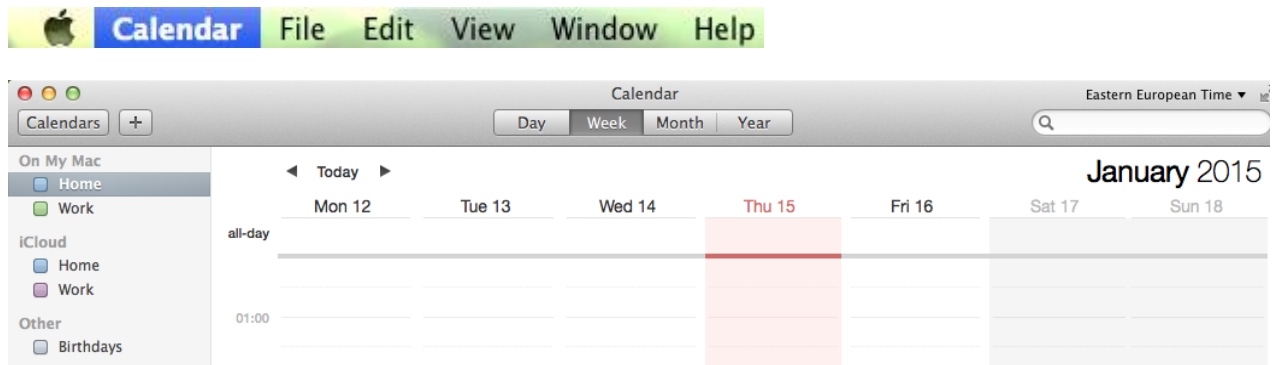 Calendar File Edit View Window Help
Calendar
Eastern European Time ▼
Calendars +
Day Week Month Year
On My Mac
Home
Work
iCloud
Home
Work
Other
Birthdays
◀ Today ▶
January 2015
Mon 12 Tue 13 Wed 14 Thu 15 Fri 16 Sat 17 Sun 18
all-day
01:00